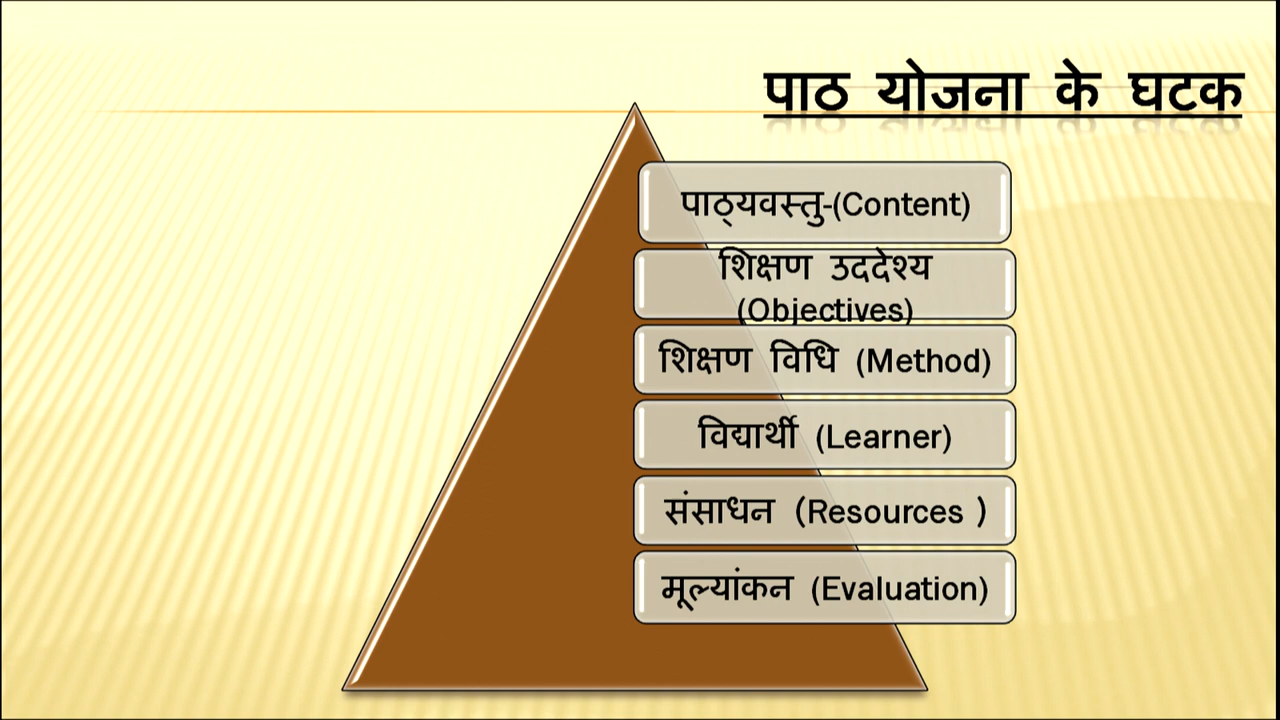 पाठ योजना के घटक
पाठ्यवस्तु-(Content)
शिक्षण उददेश्य
(Objectives)
शिक्षण विधि (Method)
विद्यार्थी (Learner)
संसाधन (Resources )
मूल्यांकन (Evaluation)